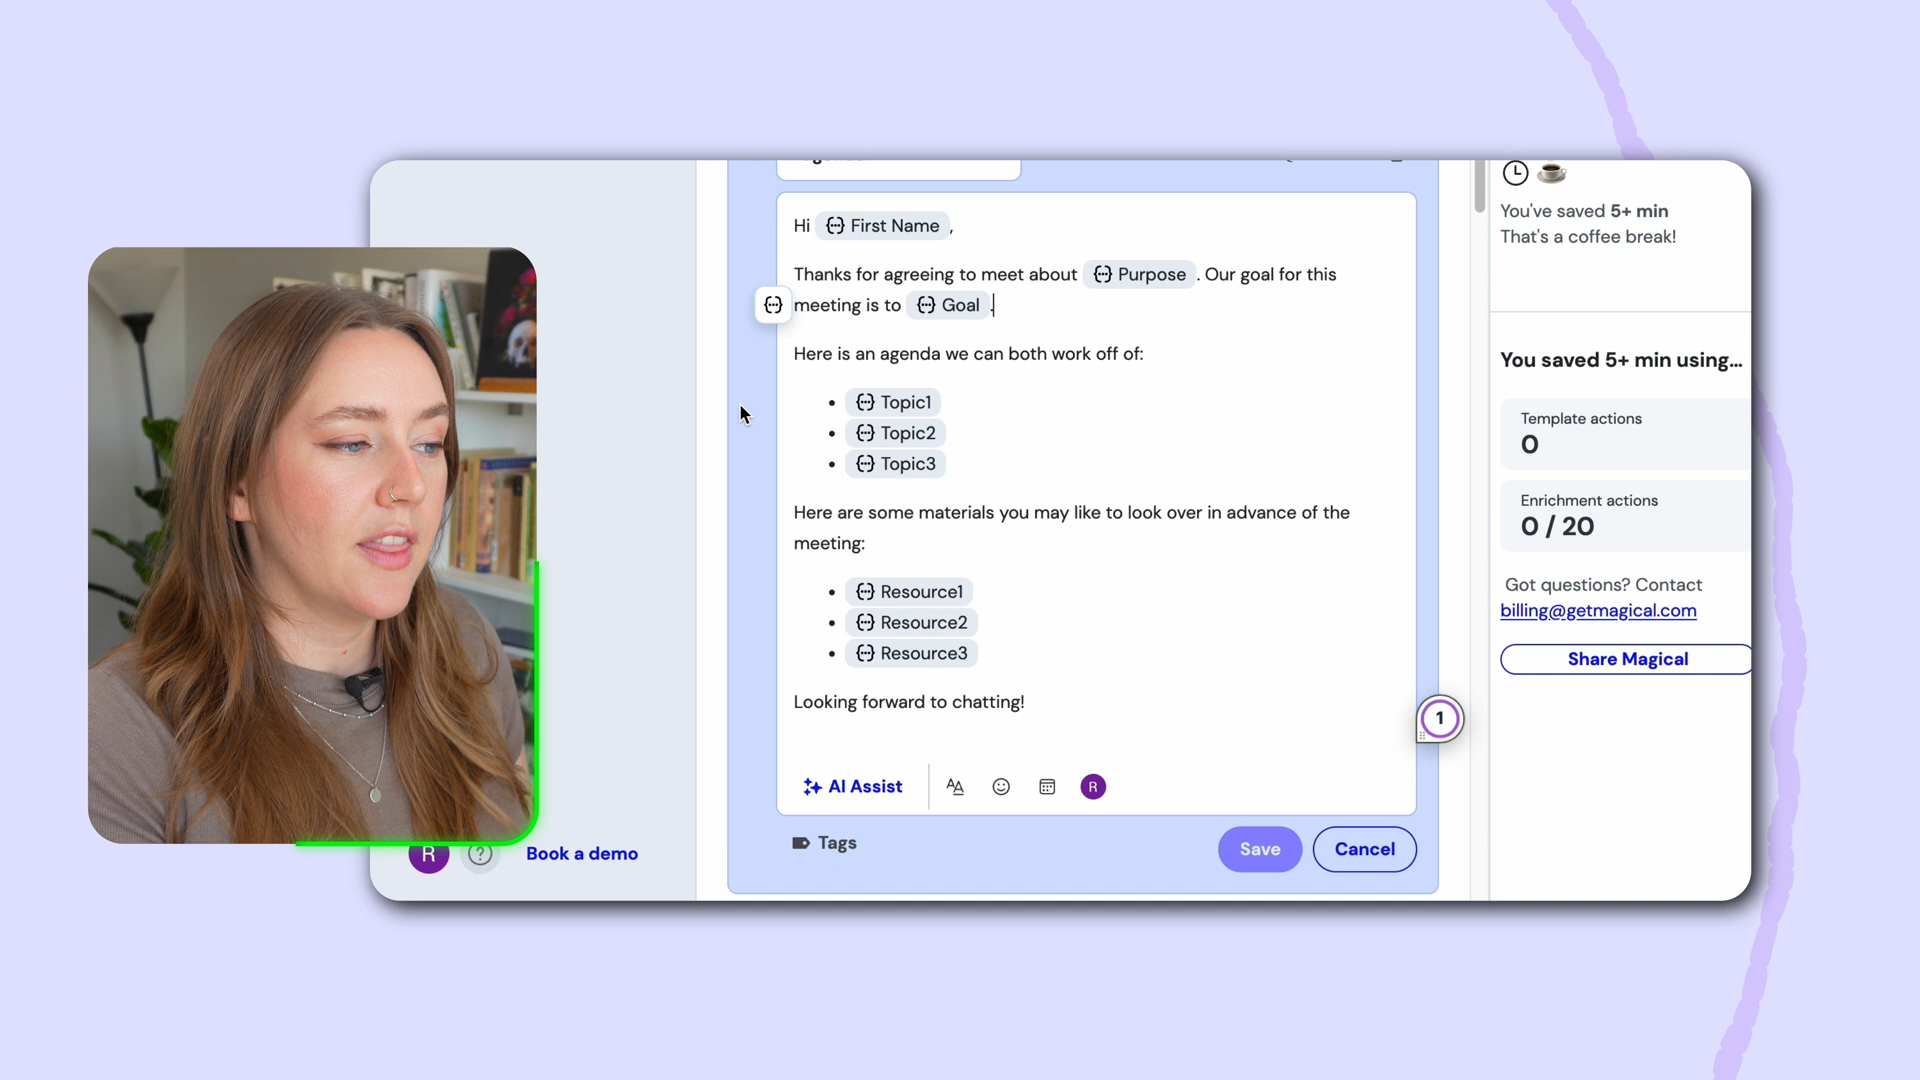 Hi {··} First Name ,
Thanks for agreeing to meet about {··} Purpose . Our goal for this
meeting is to {··} Goal .
Here is an agenda we can both work off of:
• {··} Topic1
• {··} Topic2
• {··} Topic3
Here are some materials you may like to look over in advance of the
meeting:
• {··} Resource1
• {··} Resource2
• {··} Resource3
Looking forward to chatting!
AI Assist
R
Tags
Save
Cancel
1
R
?
Book a demo
You've saved 5+ min
That's a coffee break!
You saved 5+ min using...
Template actions
0
Enrichment actions
0 / 20
Got questions? Contact
billing@getmagical.com
Share Magical